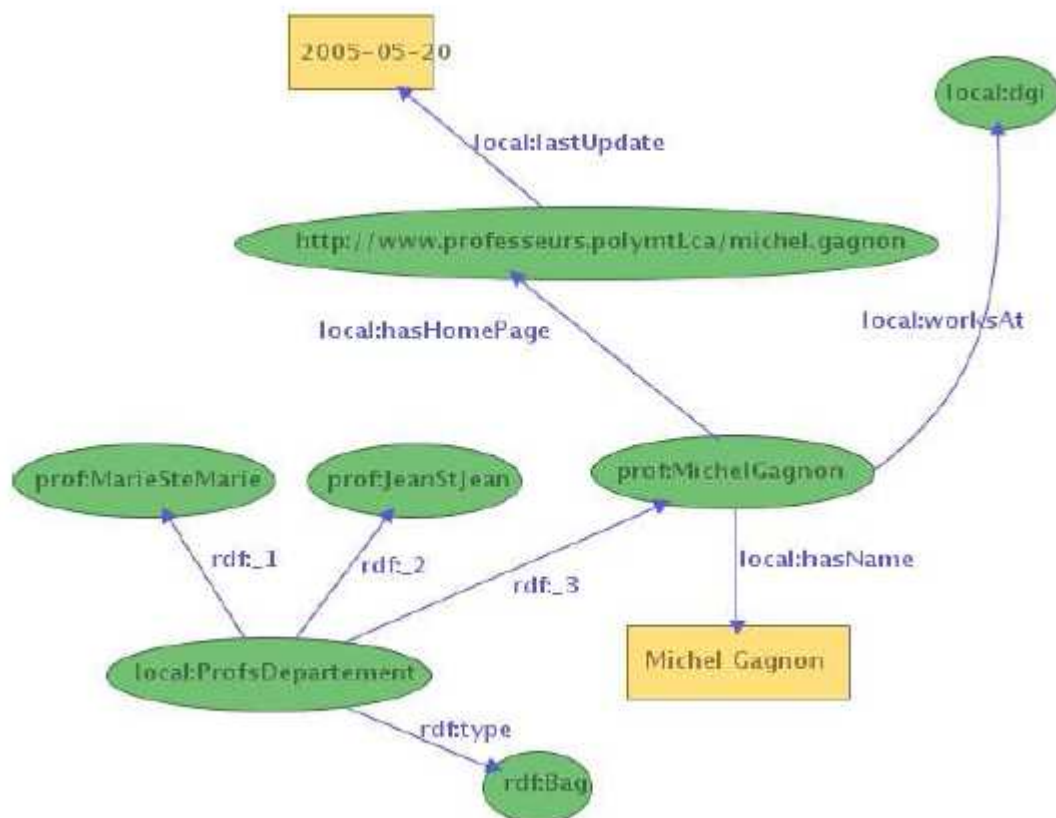 2005-05-20
local:dgi
local:lastUpdate
http://www.professeurs.polymtl.ca/michel.gagnon
local:hasHomePage
local:worksAt
prof:MarieSteMarie
prof:JeanStJean
prof:MichelGagnon
rdf:_1
rdf:_2
rdf:_3
local:hasName
local:ProfsDepartement
Michel Gagnon
rdf:type
rdf:Bag